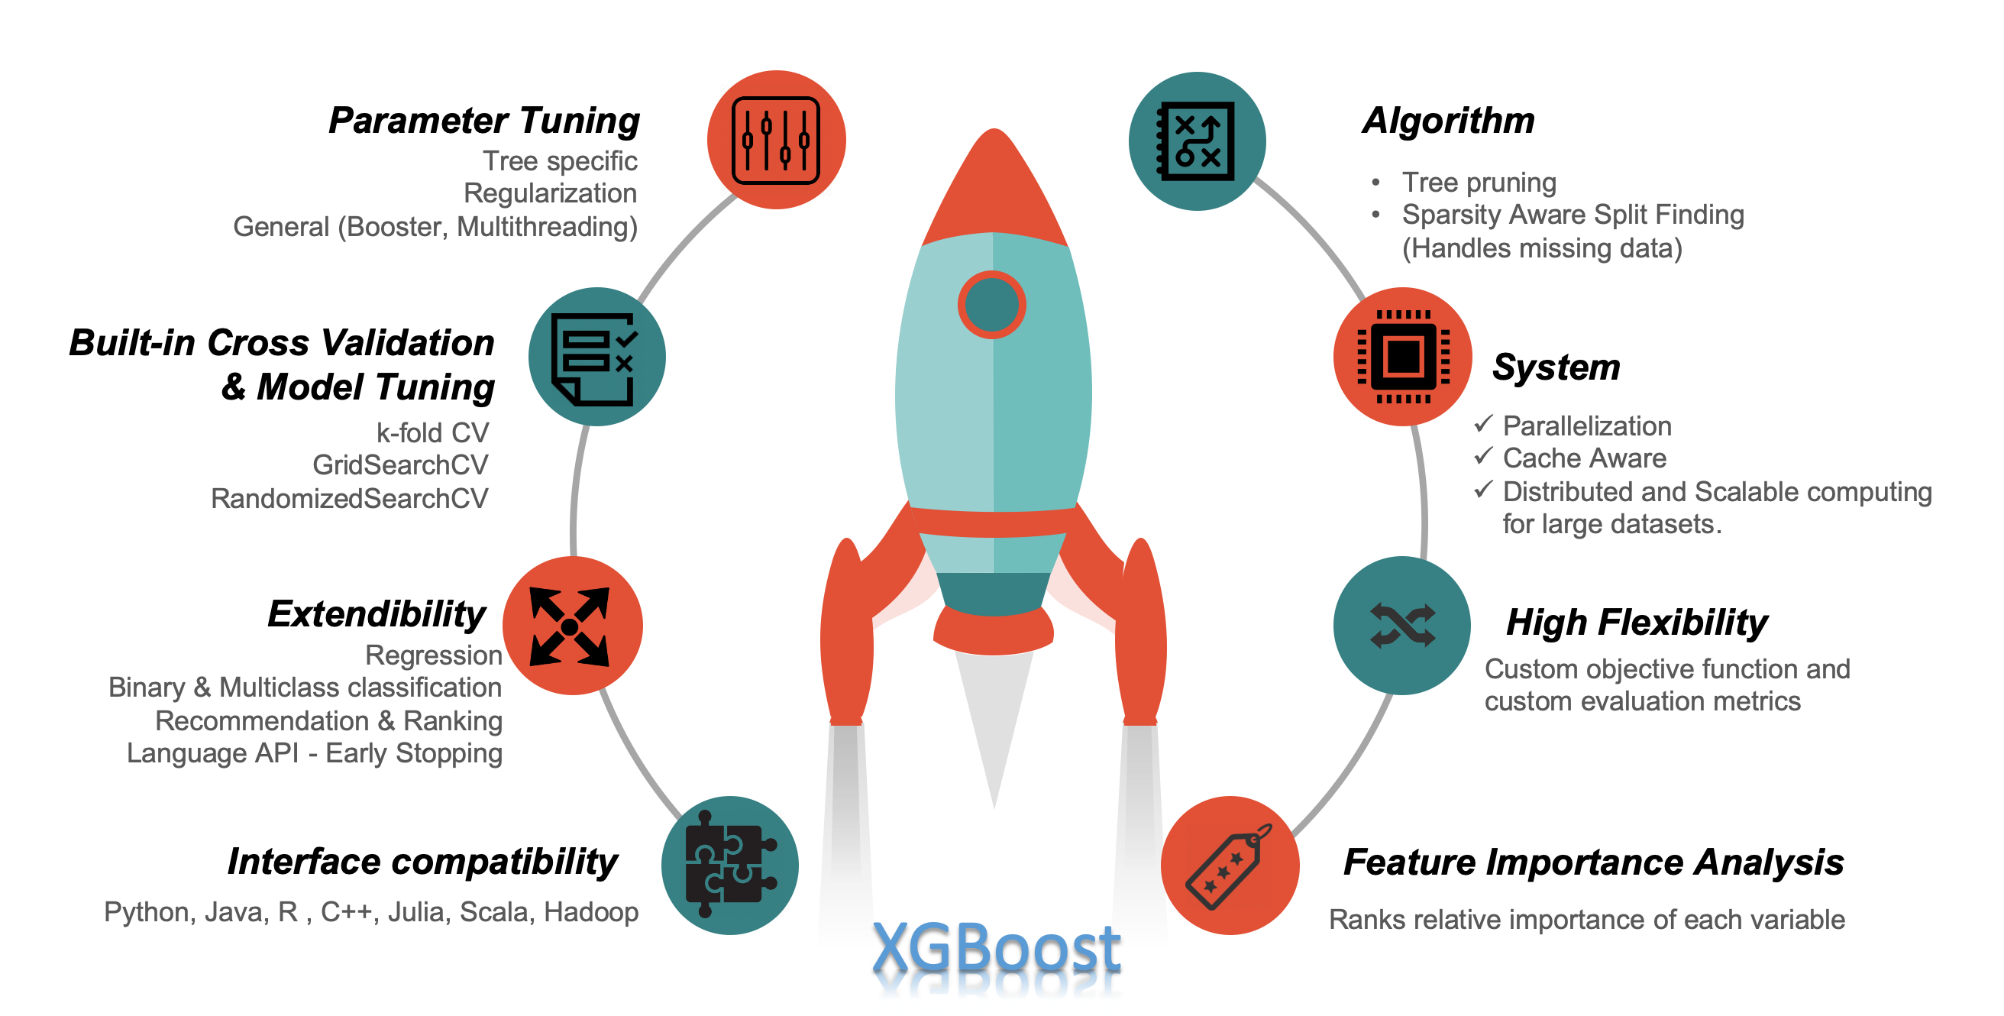 Parameter Tuning
Tree specific
Regularization
General (Booster, Multithreading)
Built-in Cross Validation
& Model Tuning
k-fold CV
GridSearchCV
RandomizedSearchCV
Extendibility
Regression
Binary & Multiclass classification
Recommendation & Ranking
Language API - Early Stopping
Interface compatibility
Python, Java, R , C++, Julia, Scala, Hadoop
Algorithm
• Tree pruning
• Sparsity Aware Split Finding
(Handles missing data)
System
✓ Parallelization
✓ Cache Aware
✓ Distributed and Scalable computing
for large datasets.
High Flexibility
Custom objective function and
custom evaluation metrics
Feature Importance Analysis
Ranks relative importance of each variable
XGBoost